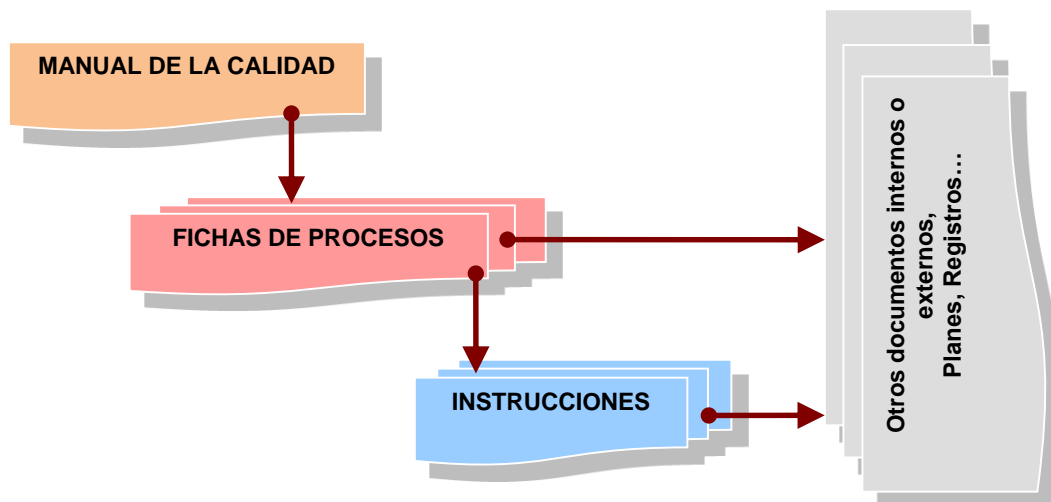 MANUAL DE LA CALIDAD
FICHAS DE PROCESOS
INSTRUCCIONES
Otros documentos internos o
externos,
Planes, Registros…